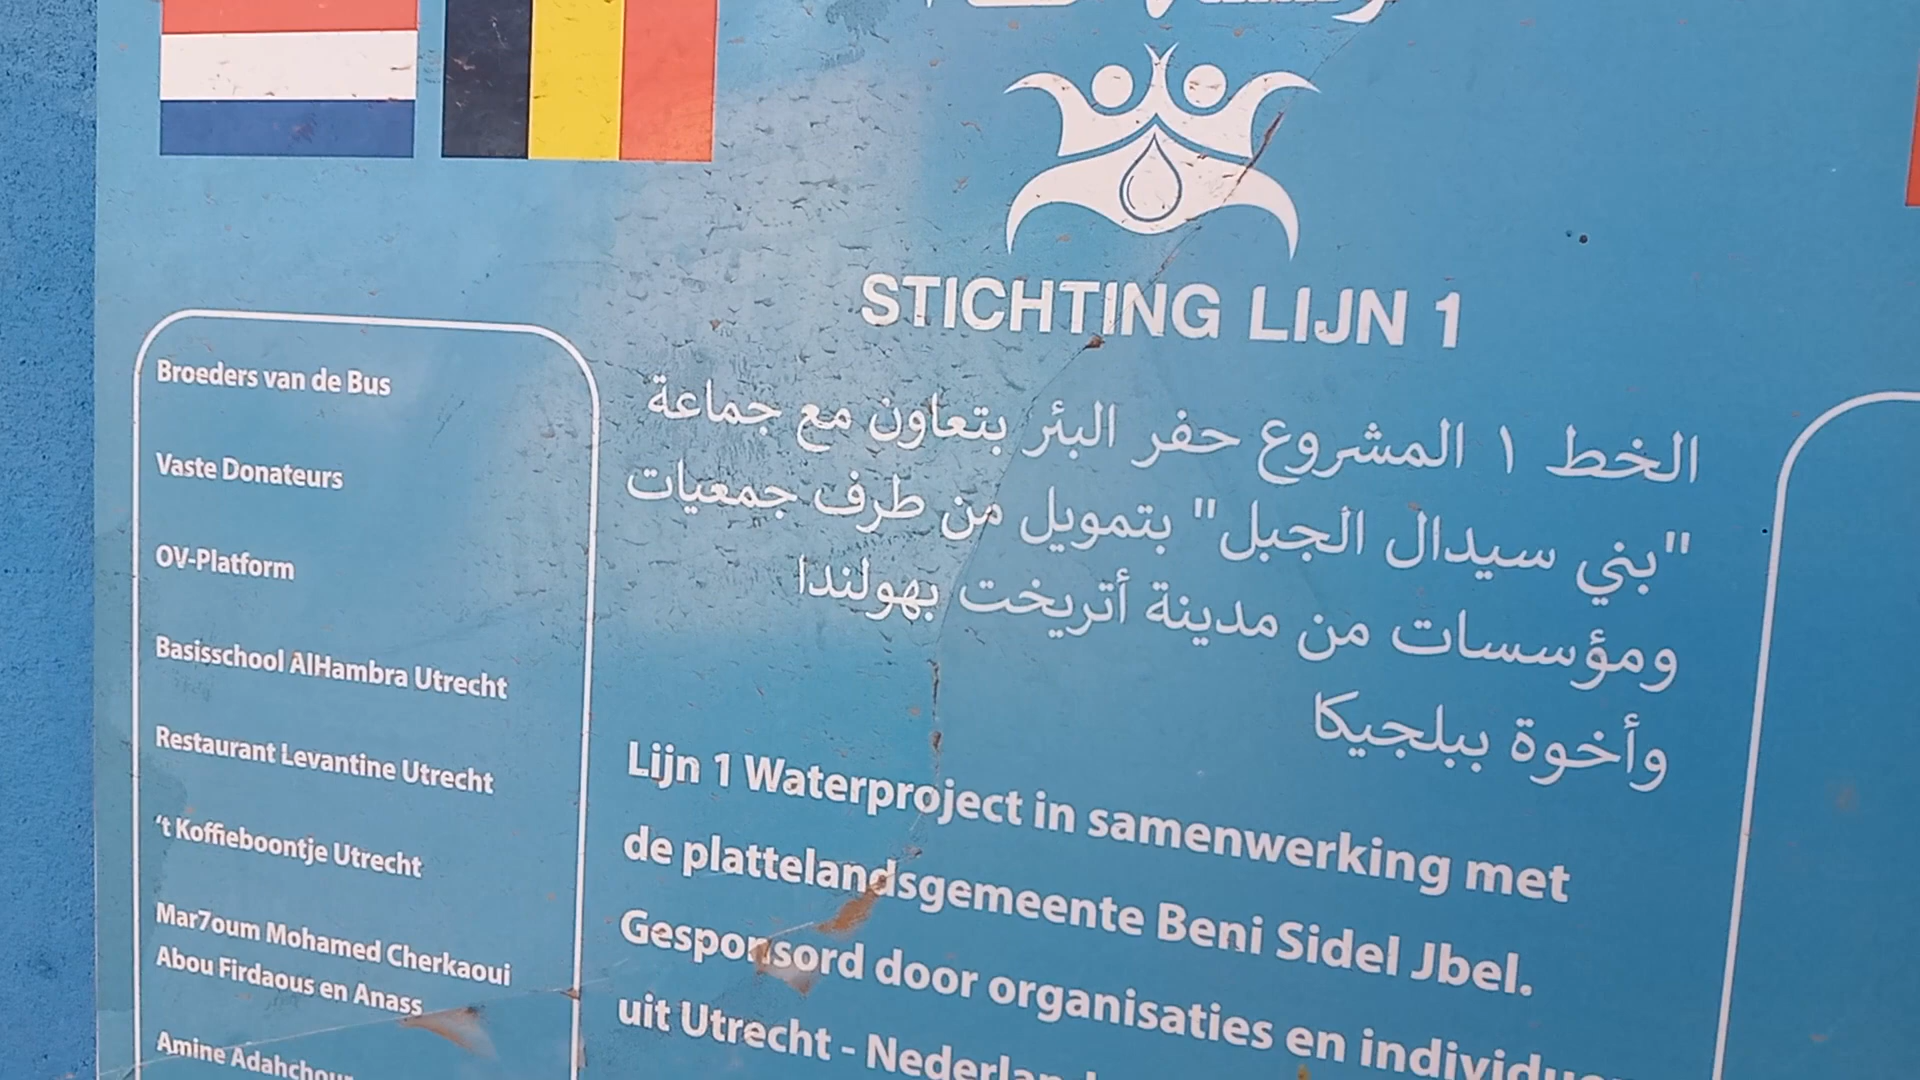 STICHTING LIJN 1
الخط ١ المشروع حفر البئر بتعاون مع جماعة
"بني سيدال الجبل" بتمويل من طرف جمعيات
ومؤسسات من مدينة أتريخت بهولندا
وأخوة ببلجيكا
Lijn 1 Waterproject in samenwerking met
de plattelandsgemeente Beni Sidel Jbel.
Gesponsord door organisaties en
uit Utrecht -
Broeders van de Bus
Vaste Donateurs
OV-Platform
Basisschool AlHambra Utrecht
Restaurant Levantine Utrecht
‘t Koffieboontje Utrecht
Mar7oum Mohamed Cherkaoui
Abou Firdaous en Anass
Amine